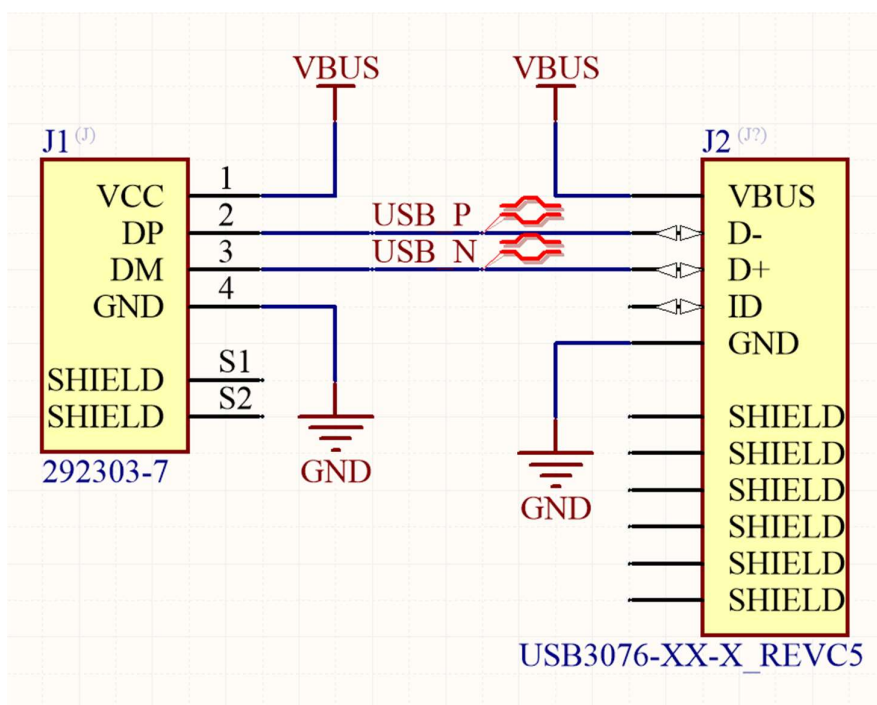 VBUS
VBUS
J1 (J)
J2 (J?)
VCC
1
DP
2
DM
3
GND
4
SHIELD
S1
SHIELD
S2
292303-7
USB_P
USB_N
GND
GND
VBUS
D-
D+
ID
GND
SHIELD
SHIELD
SHIELD
SHIELD
SHIELD
SHIELD
USB3076-XX-X_REVC5